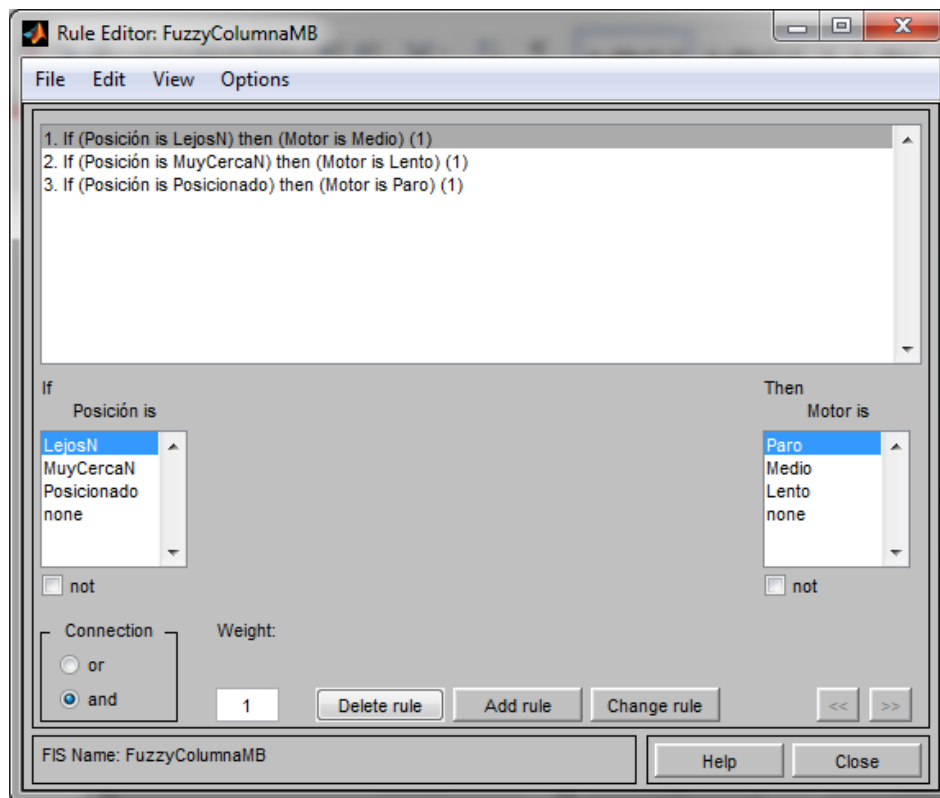 Rule Editor: FuzzyColumnaMB
File Edit View Options
1. If (Posición is LejosN) then (Motor is Medio) (1)
2. If (Posición is MuyCercaN) then (Motor is Lento) (1)
3. If (Posición is Posicionado) then (Motor is Paro) (1)
If
Posición is
LejosN
MuyCercaN
Posicionado
none
not
Then
Motor is
Paro
Medio
Lento
none
not
Connection
or
and
Weight:
1
Delete rule
Add rule
Change rule
<<
>>
FIS Name: FuzzyColumnaMB
Help
Close